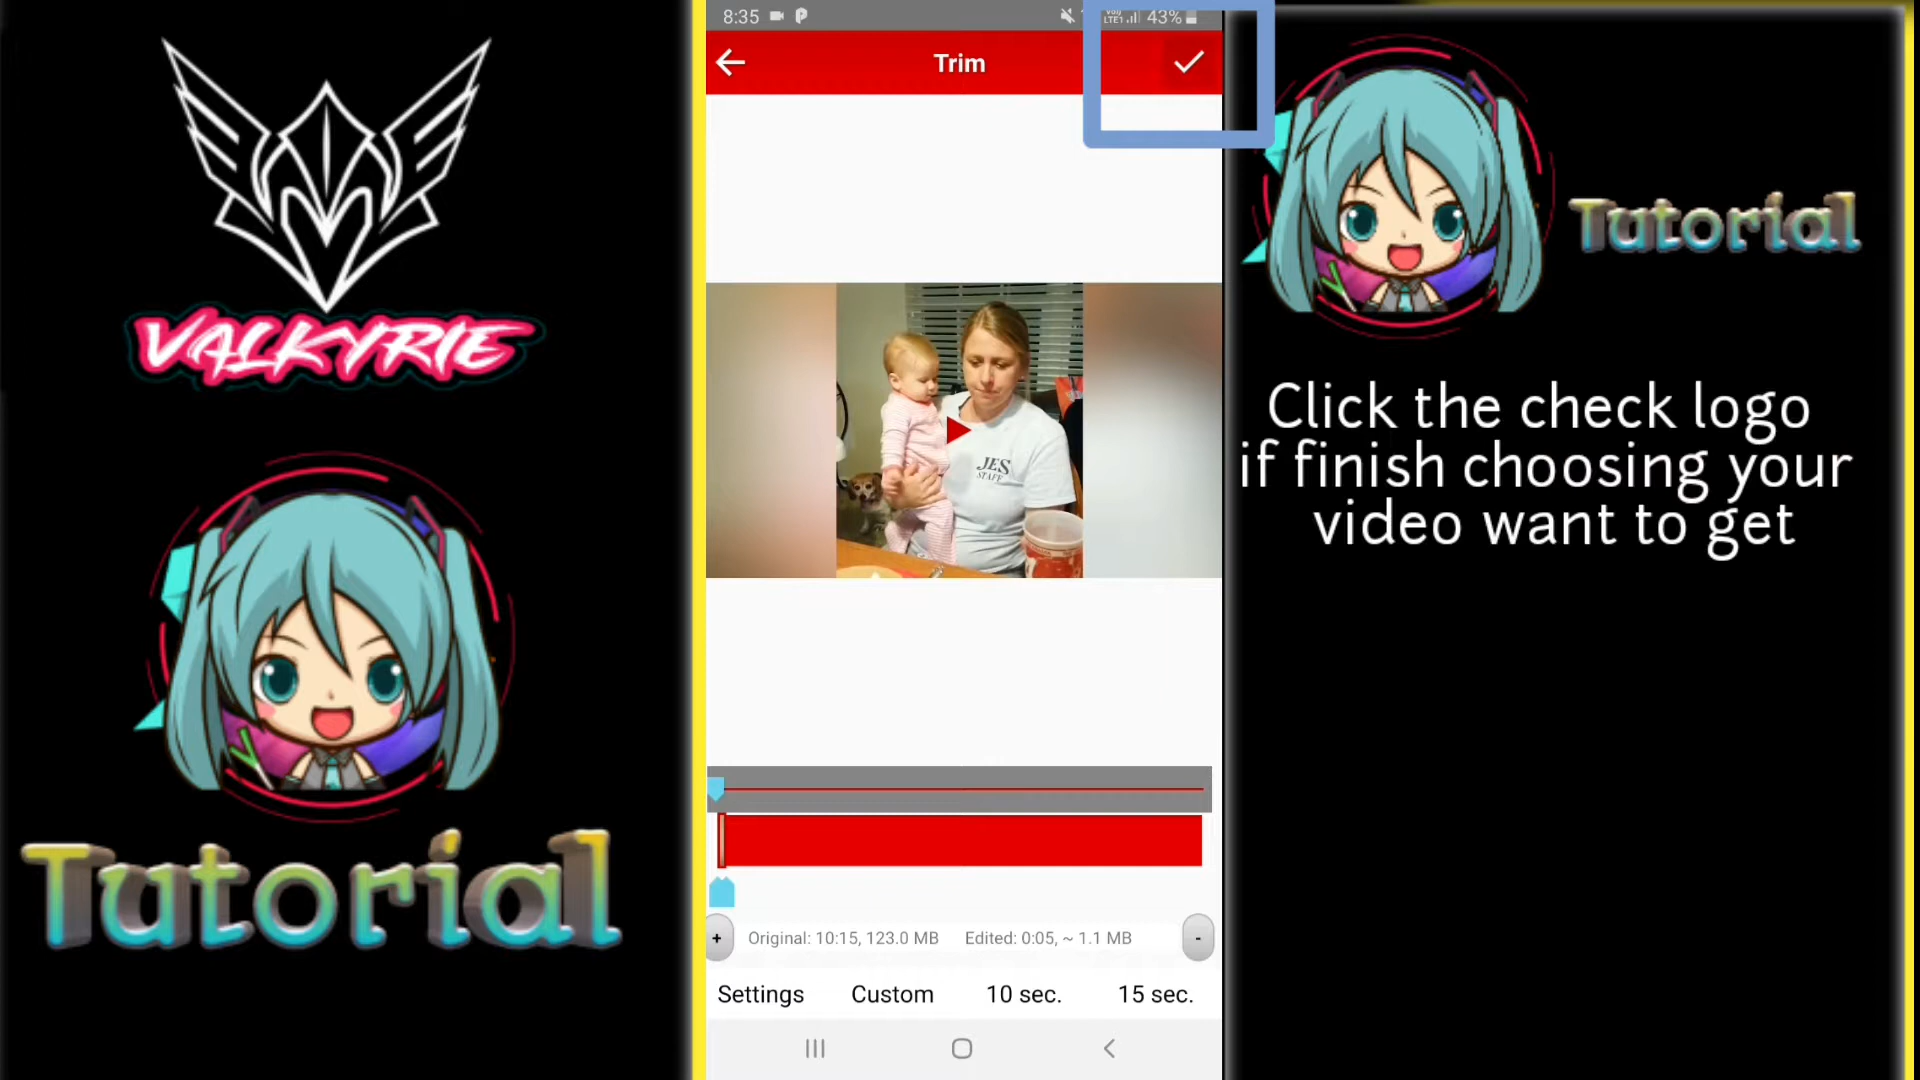 VALKYRIE
Tutorial
8:35
LTE1 43%
Trim
JES
STAFF
Original: 10:15, 123.0 MB Edited: 0:05, ~ 1.1 MB
+ -
Settings Custom 10 sec. 15 sec.
Tutorial
Click the check logo
if finish choosing your
video want to get